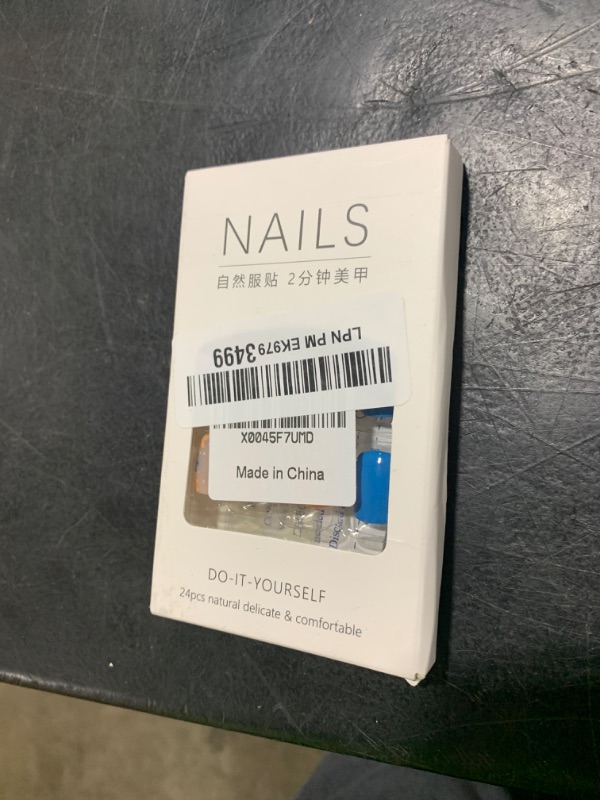 NAILS
自然服贴 2分钟美甲
LPN PM EK9793499
X0045F7UMD
Made in China
DO-IT-YOURSELF
24pcs natural delicate & comfortable